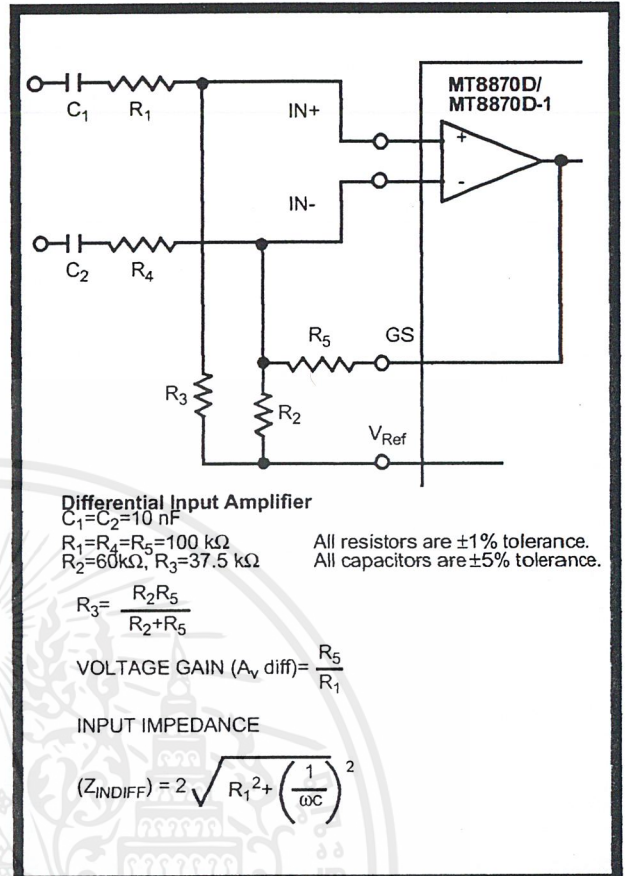 MT8870D/
MT8870D-1
C₁ R₁ IN+
+
-
IN-
C₂ R₄
R₅ GS
R₃ R₂
V_Ref
Differential Input Amplifier
C₁=C₂=10 nF
R₁=R₄=R₅=100 kΩ All resistors are ±1% tolerance.
R₂=60kΩ, R₃=37.5 kΩ All capacitors are ±5% tolerance.
R₃= R₂R₅ / R₂+R₅
VOLTAGE GAIN (Aᵥ diff)= R₅ / R₁
INPUT IMPEDANCE
(Z_INDIFF) = 2 √ R₁²+ (1 / ωc)²